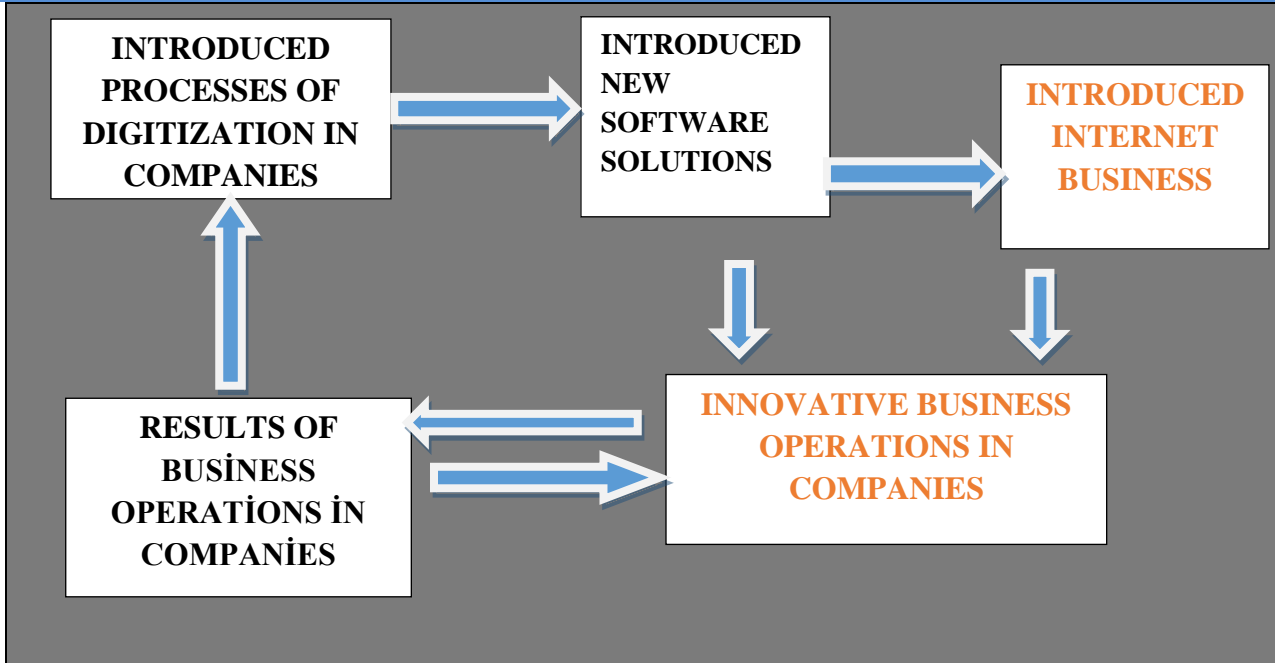 INTRODUCED
PROCESSES OF
DIGITIZATION IN
COMPANIES
INTRODUCED
NEW
SOFTWARE
SOLUTIONS
INTRODUCED
INTERNET
BUSINESS
RESULTS OF
BUSİNESS
OPERATİONS İN
COMPANİES
INNOVATIVE BUSINESS
OPERATIONS IN
COMPANIES